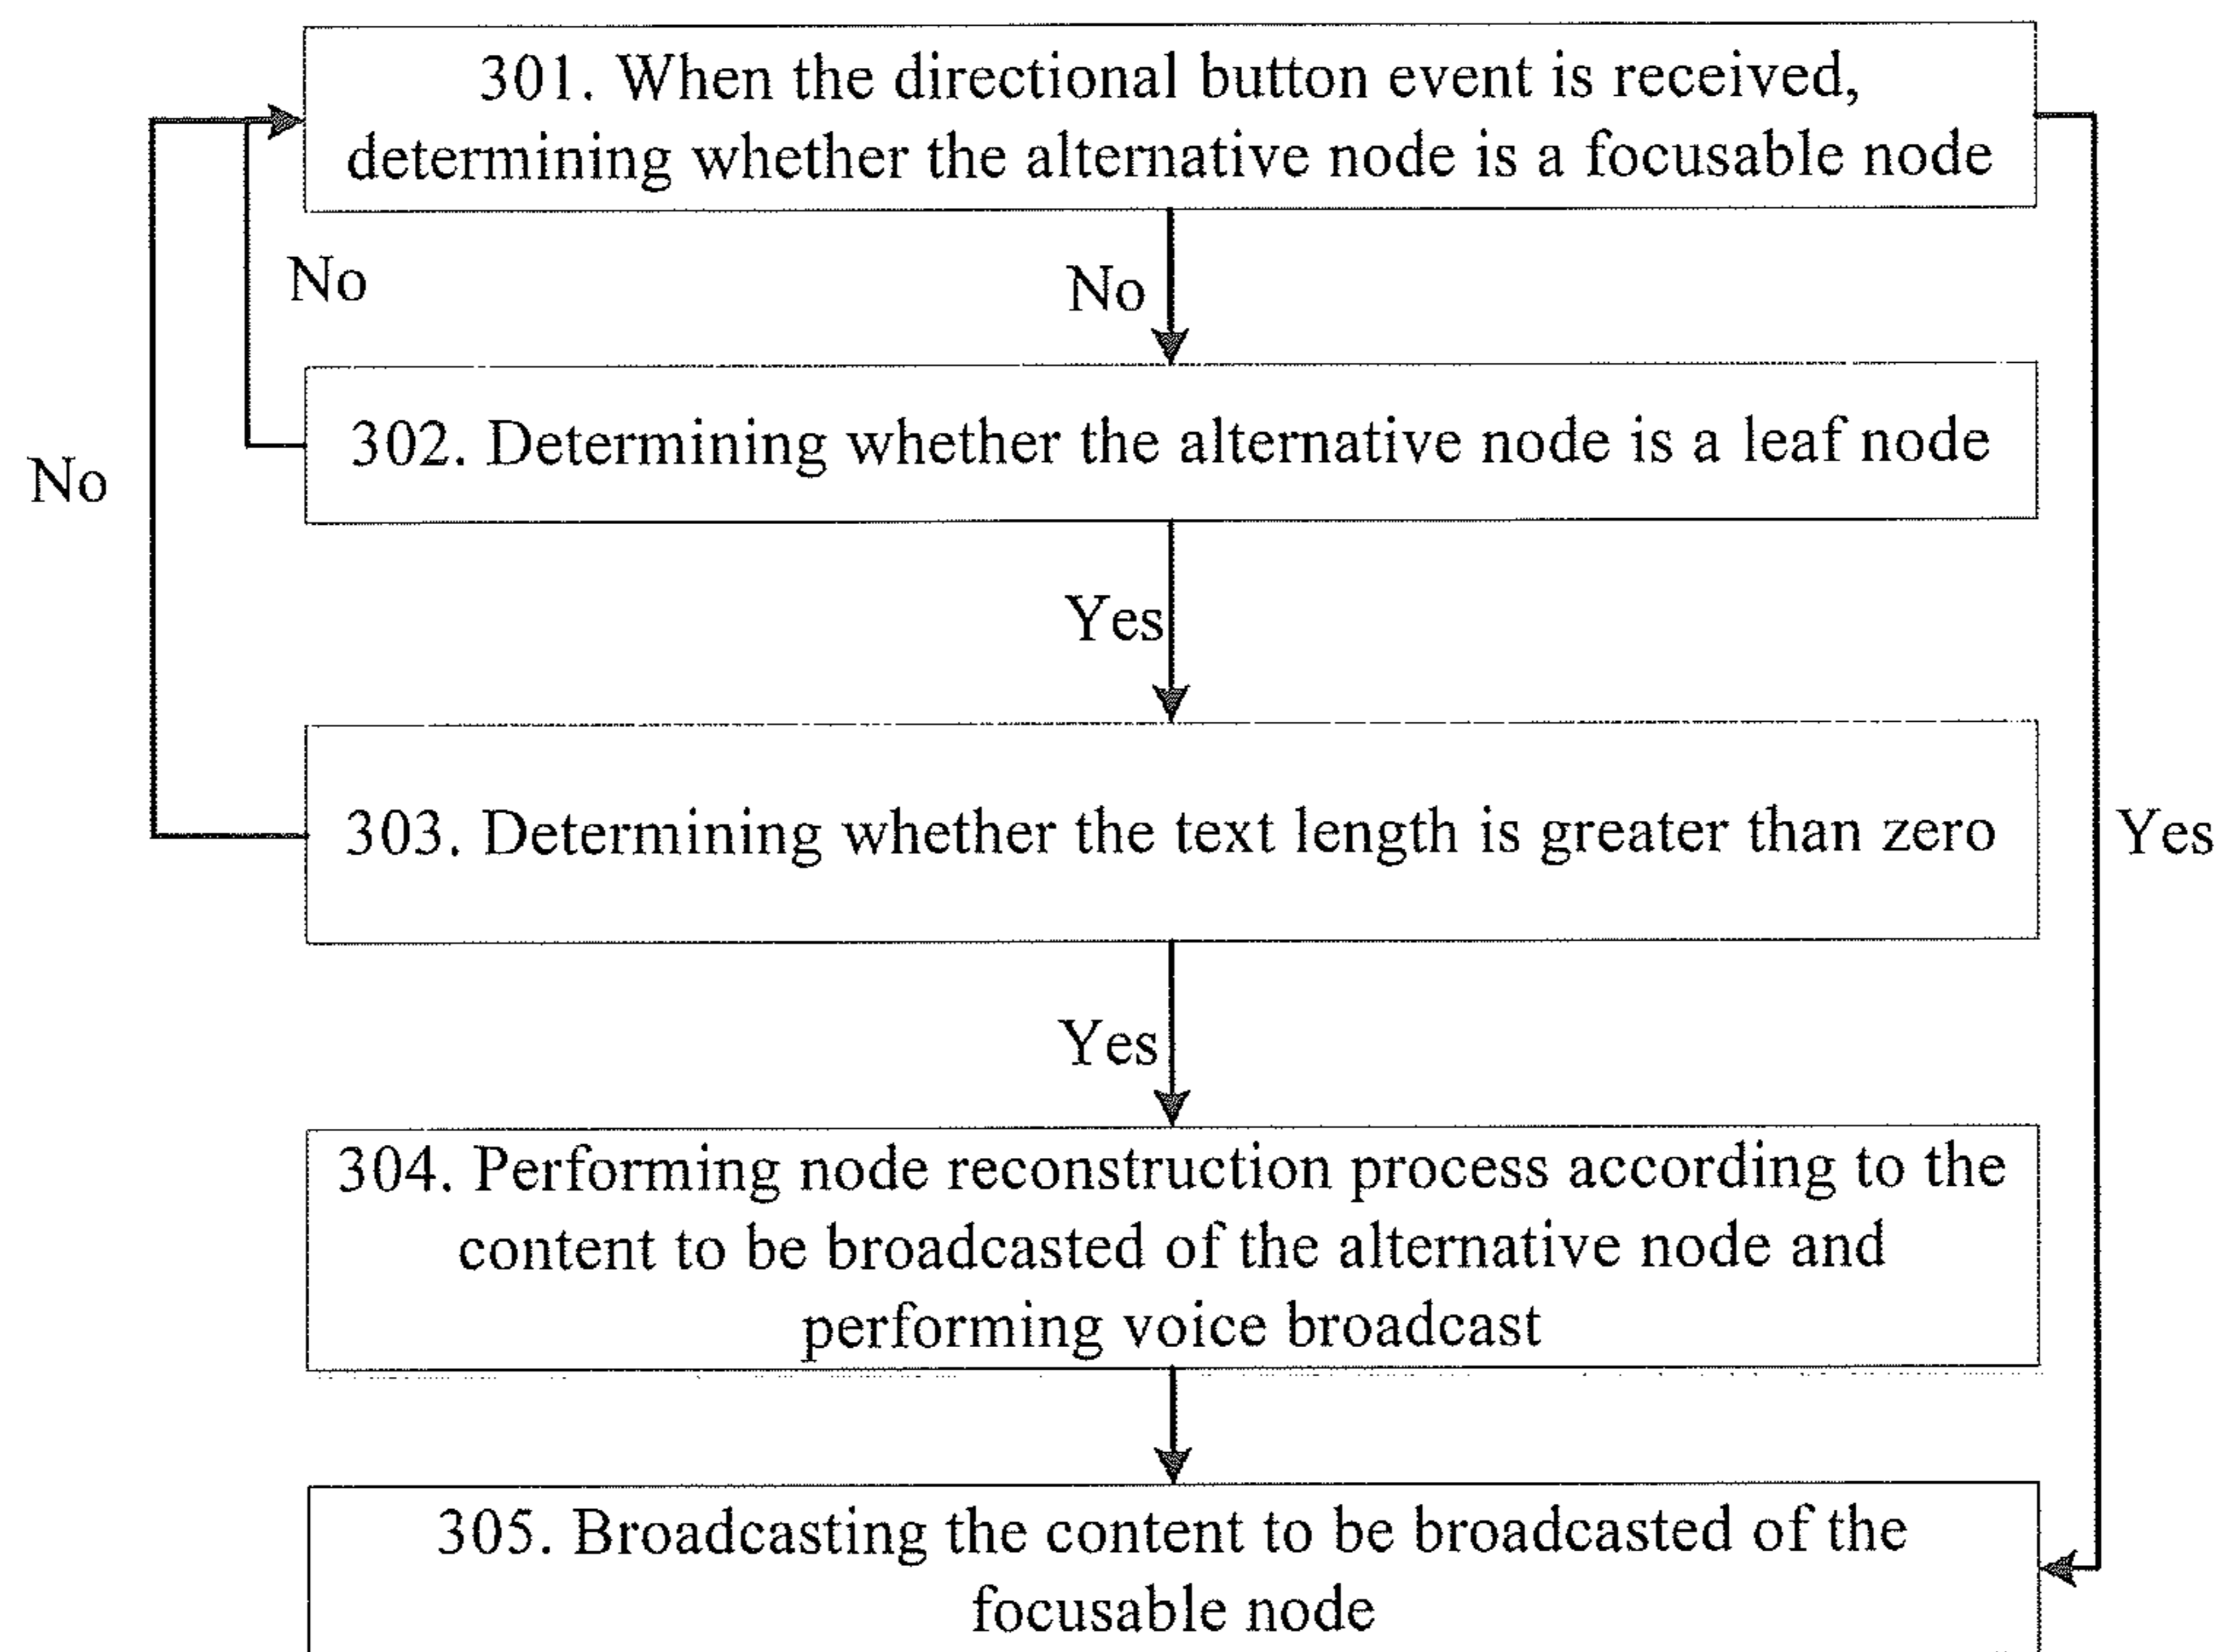 301. When the directional button event is received,
determining whether the alternative node is a focusable node
No
No
302. Determining whether the alternative node is a leaf node
No
Yes
303. Determining whether the text length is greater than zero
Yes
Yes
304. Performing node reconstruction process according to the
content to be broadcasted of the alternative node and
performing voice broadcast
305. Broadcasting the content to be broadcasted of the
focusable node